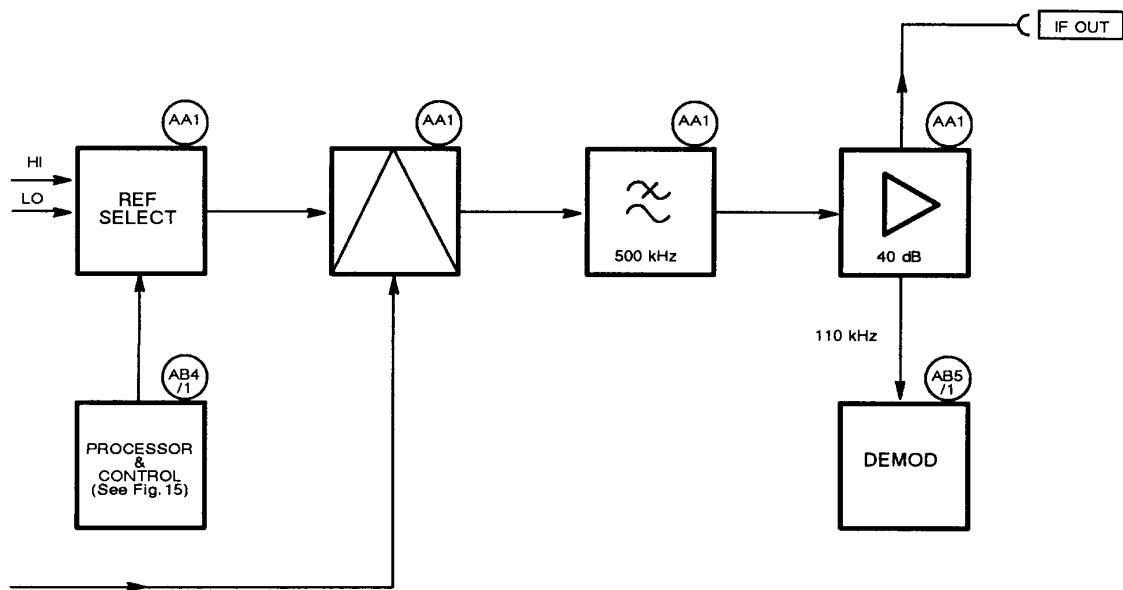 IF OUT
AA1
AA1
AA1
AA1
HI
LO
REF
SELECT
500 kHz
40 dB
110 kHz
AB4
/1
AB5
/1
PROCESSOR
&
CONTROL
(See Fig. 15)
DEMOD